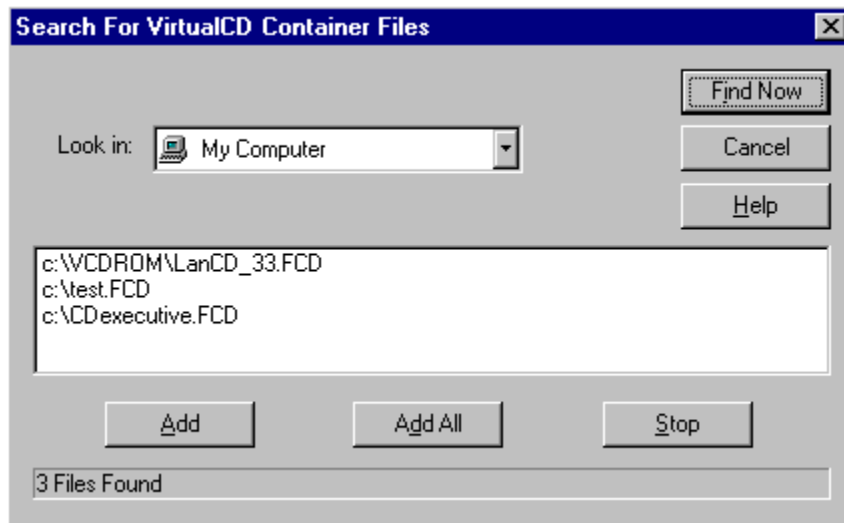 Search For VirtualCD Container Files
Find Now
Look in: My Computer
Cancel
Help
c:\VCDROM\LanCD_33.FCD
c:\test.FCD
c:\CDexecutive.FCD
Add Add All Stop
3 Files Found